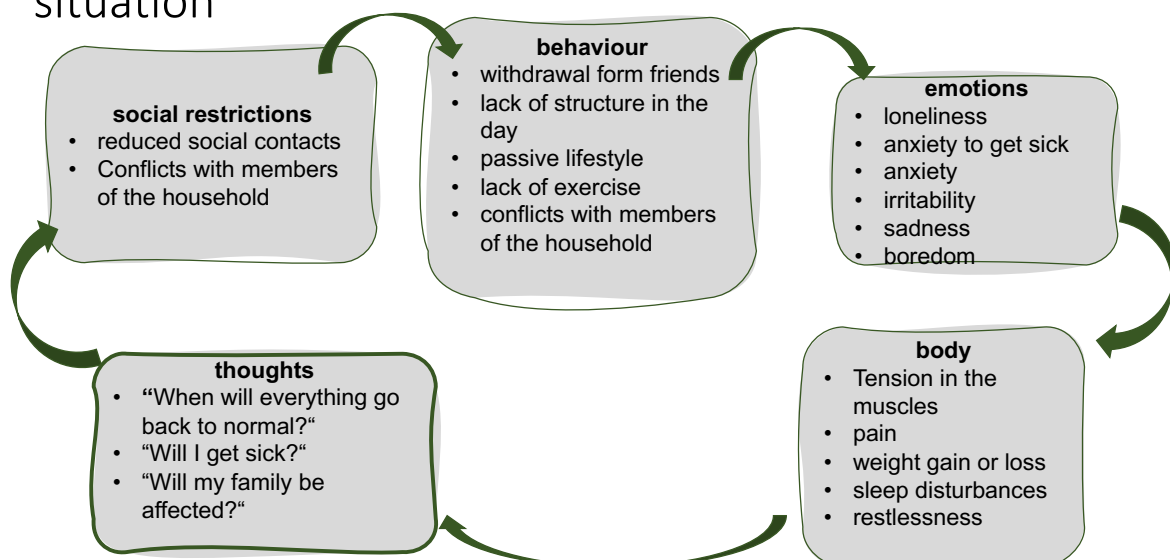 situation
social restrictions
• reduced social contacts
• Conflicts with members
of the household
behaviour
• withdrawal form friends
• lack of structure in the
day
• passive lifestyle
• lack of exercise
• conflicts with members
of the household
emotions
• loneliness
• anxiety to get sick
• anxiety
• irritability
• sadness
• boredom
body
• Tension in the
muscles
• pain
• weight gain or loss
• sleep disturbances
• restlessness
thoughts
• “When will everything go
back to normal?“
• “Will I get sick?“
• “Will my family be
affected?“